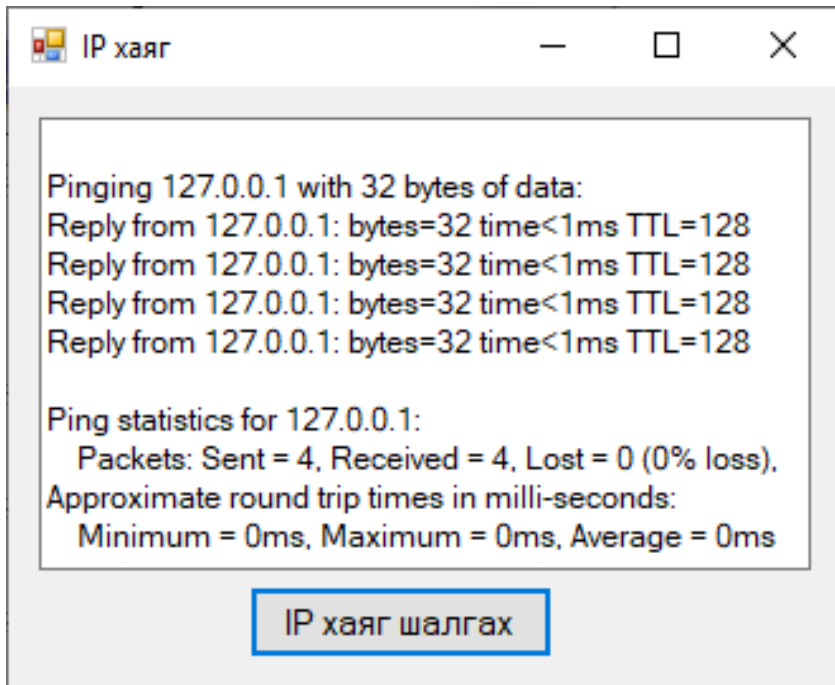 IP хаяг
Pinging 127.0.0.1 with 32 bytes of data:
Reply from 127.0.0.1: bytes=32 time<1ms TTL=128
Reply from 127.0.0.1: bytes=32 time<1ms TTL=128
Reply from 127.0.0.1: bytes=32 time<1ms TTL=128
Reply from 127.0.0.1: bytes=32 time<1ms TTL=128
Ping statistics for 127.0.0.1:
Packets: Sent = 4, Received = 4, Lost = 0 (0% loss),
Approximate round trip times in milli-seconds:
Minimum = 0ms, Maximum = 0ms, Average = 0ms
IP хаяг шалгах